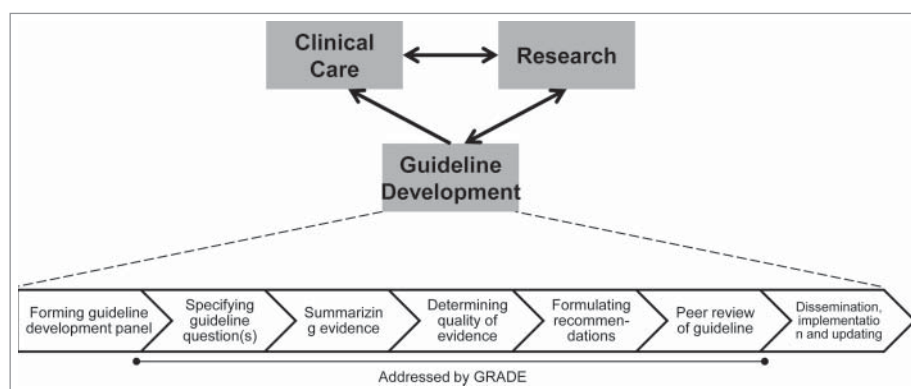 Clinical
Care
Research
Guideline
Development
Forming guideline
development panel
Specifying
guideline
question(s)
Summarizin
g evidence
Determining
quality of
evidence
Formulating
recommen-
dations
Peer review
of guideline
Dissemination,
implementatio
n and updating
Addressed by GRADE